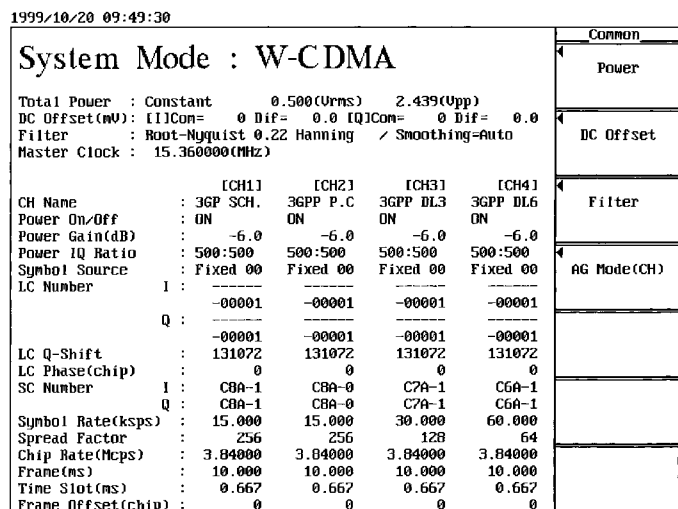 1999/10/20 09:49:30
System Mode : W-CDMA
Total Power : Constant 0.500(Vrms) 2.439(Vpp)
DC Offset(mV): [I]Com= 0 Dif= 0.0 [Q]Com= 0 Dif= 0.0
Filter : Root-Nyquist 0.22 Hanning / Smoothing=Auto
Master Clock : 15.360000(MHz)
[CH1] [CH2] [CH3] [CH4]
CH Name : 3GP SCH. 3GPP P.C 3GPP DL3 3GPP DL6
Power On/Off : ON ON ON ON
Power Gain(dB) : -6.0 -6.0 -6.0 -6.0
Power IQ Ratio : 500:500 500:500 500:500 500:500
Symbol Source : Fixed 00 Fixed 00 Fixed 00 Fixed 00
LC Number I : ------ ------ ------ ------
-00001 -00001 -00001 -00001
Q : ------ ------ ------ ------
-00001 -00001 -00001 -00001
LC Q-Shift : 131072 131072 131072 131072
LC Phase(chip) : 0 0 0 0
SC Number I : C8A-1 C8A-0 C7A-1 C6A-1
Q : C8A-1 C8A-0 C7A-1 C6A-1
Symbol Rate(ksps) : 15.000 15.000 30.000 60.000
Spread Factor : 256 256 128 64
Chip Rate(Mcps) : 3.84000 3.84000 3.84000 3.84000
Frame(ms) : 10.000 10.000 10.000 10.000
Time Slot(ms) : 0.667 0.667 0.667 0.667
Frame Offset(chip) : 0 0 0 0
Common
Power
DC Offset
Filter
AG Mode(CH)